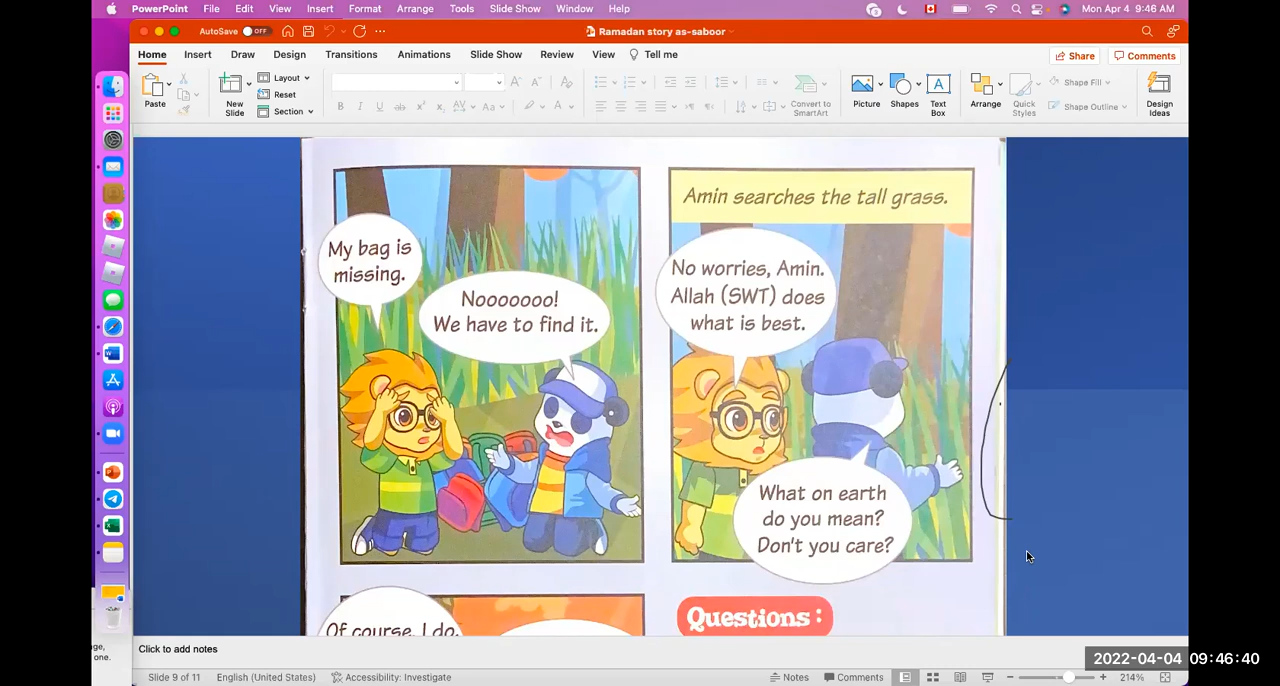 PowerPoint File Edit View Insert Format Arrange Tools Slide Show Window Help Mon Apr 4 9:46 AM
AutoSave OFF Ramadan story as-saboor
Home Insert Draw Design Transitions Animations Slide Show Review View Tell me Share Comments
Paste New Slide Layout Reset Section Convert to SmartArt Picture Shapes Text Box Arrange Quick Styles Shape Fill Shape Outline Design Ideas
My bag is
missing.
Nooooooo!
We have to find it.
Amin searches the tall grass.
No worries, Amin.
Allah (SWT) does
what is best.
What on earth
do you mean?
Don't you care?
Of course, I do.
Questions:
Click to add notes
age,
one.
Slide 9 of 11 English (United States) Accessibility: Investigate Notes Comments 214%
2022-04-04 09:46:40